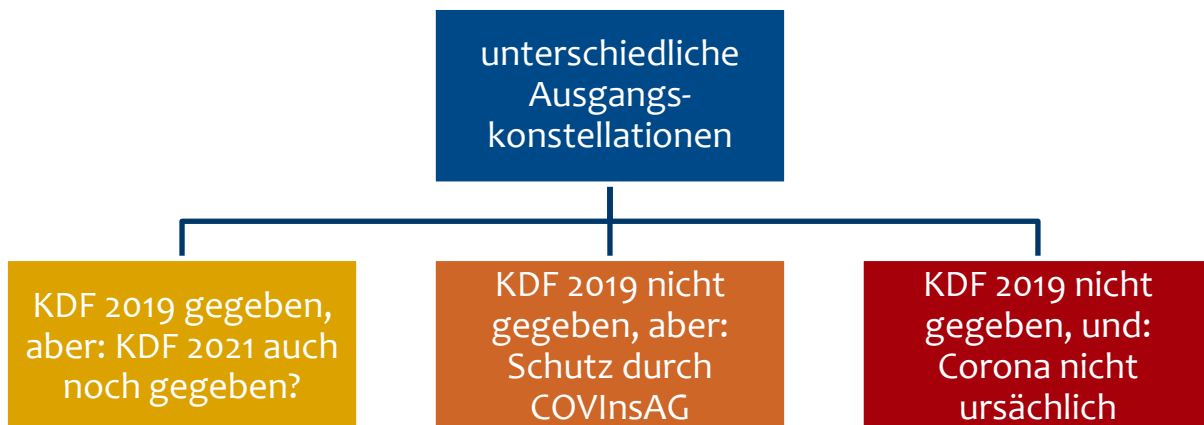 unterschiedliche
Ausgangs-
konstellationen
KDF 2019 gegeben,
aber: KDF 2021 auch
noch gegeben?
KDF 2019 nicht
gegeben, aber:
Schutz durch
COVInsAG
KDF 2019 nicht
gegeben, und:
Corona nicht
ursächlich